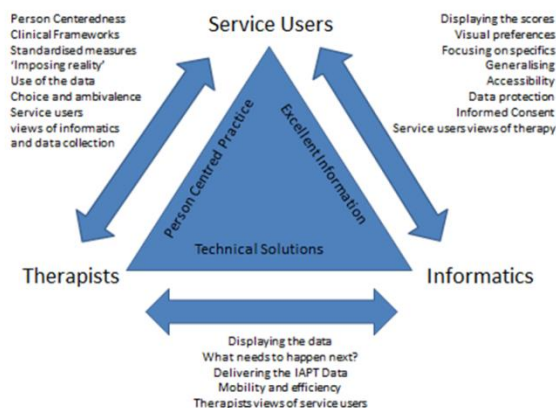 Person Centeredness
Clinical Frameworks
Standardised measures
‘Imposing reality’
Use of the data
Choice and ambivalence
Service users
views of informatics
and data collection
Service Users
Displaying the scores
Visual preferences
Focusing on specifics
Generalising
Accessibility
Data protection
Informed Consent
Service users views of therapy
Person Centred Practice
Excellent Information
Technical Solutions
Therapists
Informatics
Displaying the data
What needs to happen next?
Delivering the IAPT Data
Mobility and efficiency
Therapists views of service users